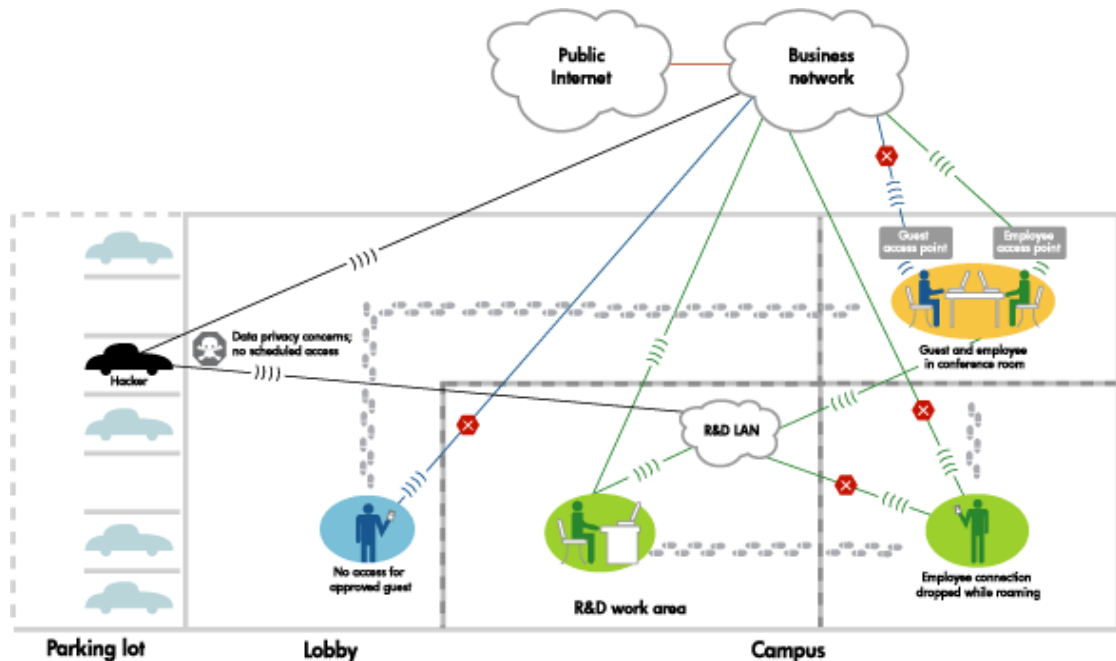 Public
Internet
Business
network
Guest
access point
Employee
access point
Data privacy concerns;
no scheduled access
Hacker
Guest and employee
in conference room
R&D LAN
No access for
approved guest
Employee connection
dropped while roaming
R&D work area
Parking lot
Lobby
Campus